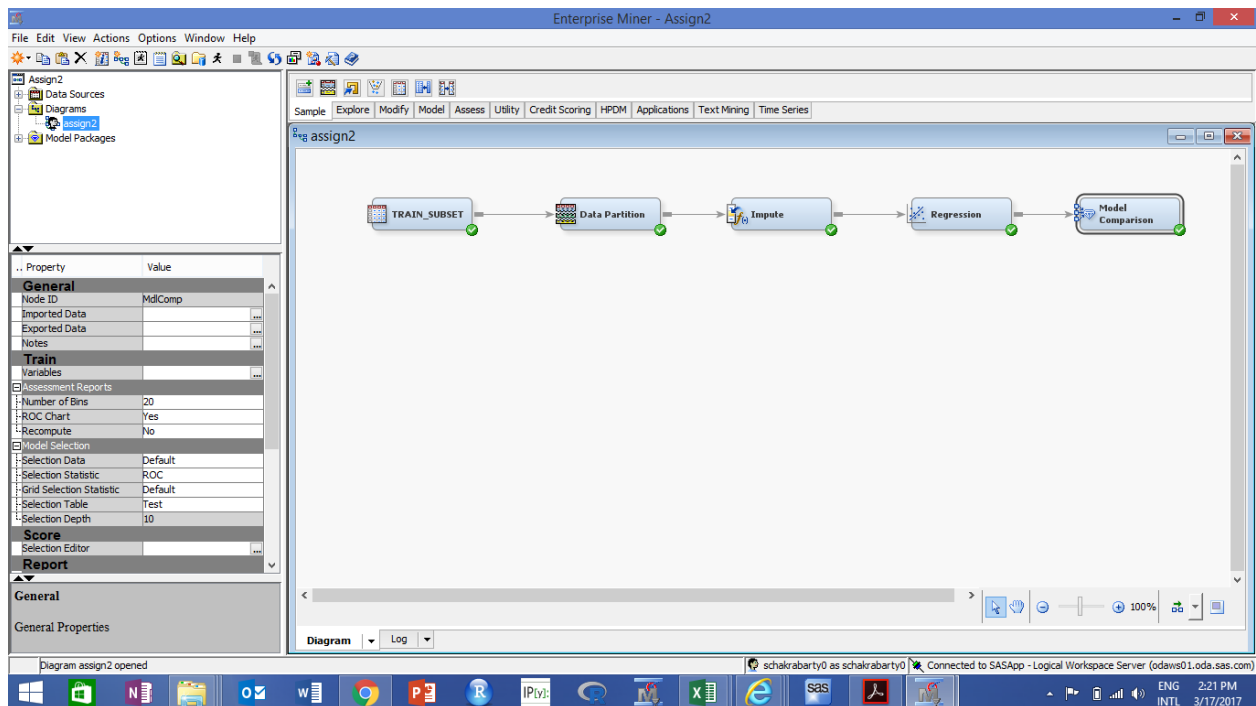 Enterprise Miner - Assign2
File Edit View Actions Options Window Help
Assign2
Data Sources
Diagrams
assign2
Model Packages
Sample Explore Modify Model Assess Utility Credit Scoring HPDM Applications Text Mining Time Series
assign2
TRAIN_SUBSET
Data Partition
Impute
Regression
Model
Comparison
.. Property Value
General
Node ID MdlComp
Imported Data ...
Exported Data ...
Notes ...
Train
Variables ...
Assessment Reports
Number of Bins 20
ROC Chart Yes
Recompute No
Model Selection
Selection Data Default
Selection Statistic ROC
Grid Selection Statistic Default
Selection Table Test
Selection Depth 10
Score
Selection Editor ...
Report
General
General Properties
100%
Diagram Log
Diagram assign2 opened
schakrabarty0 as schakrabarty0 Connected to SASApp - Logical Workspace Server (odaws01.oda.sas.com)
ENG 2:21 PM
INTL 3/17/2017
IP[y]:
sas